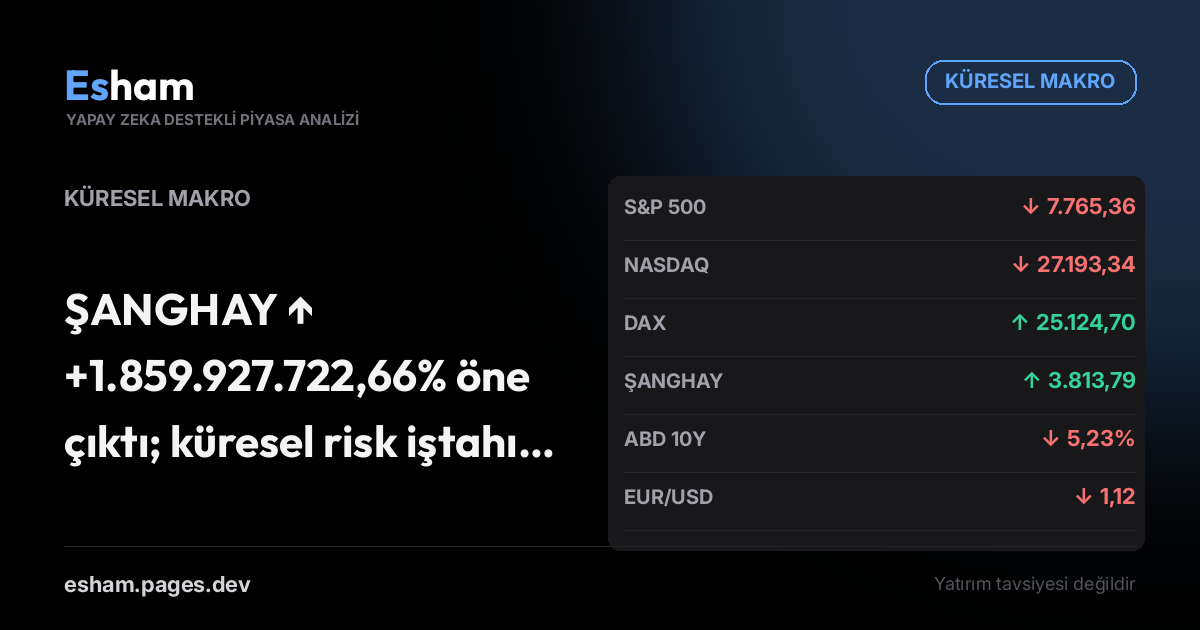 Esham
YAPAY ZEKA DESTEKLİ PİYASA ANALİZİ
KÜRESEL MAKRO
KÜRESEL MAKRO
ŞANGHAY ↑
+1.859.927.722,66% öne
çıktı; küresel risk iştahı...
S&P 500 ↓ 7.765,36
NASDAQ ↓ 27.193,34
DAX ↑ 25.124,70
ŞANGHAY ↑ 3.813,79
ABD 10Y ↓ 5,23%
EUR/USD ↓ 1,12
esham.pages.dev
Yatırım tavsiyesi değildir